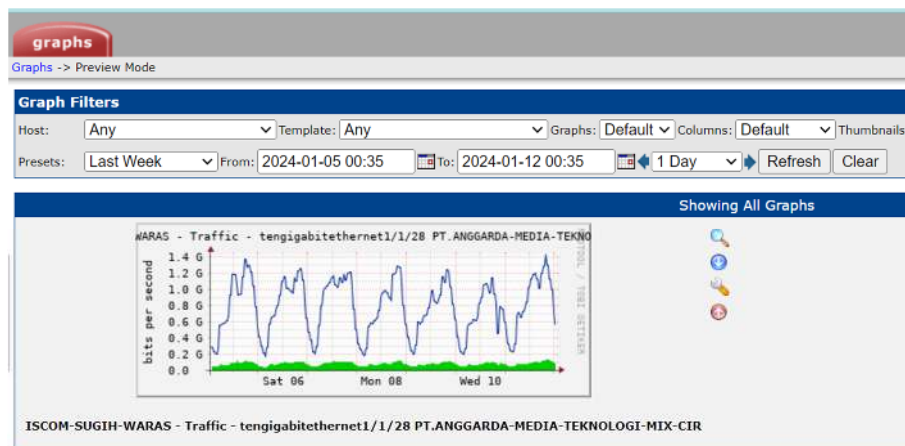 graphs
Graphs -> Preview Mode
Graph Filters
Host: Any Template: Any Graphs: Default Columns: Default Thumbnails
Presets: Last Week From: 2024-01-05 00:35 To: 2024-01-12 00:35 1 Day Refresh Clear
Showing All Graphs
WARAS - Traffic - tengigabitethernet1/1/28 PT.ANGGARDA-MEDIA-TEKNO
bits per second
1.4 G
1.2 G
1.0 G
0.8 G
0.6 G
0.4 G
0.2 G
0.0
Sat 06 Mon 08 Wed 10
RRDTOOL / TOBI OETIKER
ISCOM-SUGIH-WARAS - Traffic - tengigabitethernet1/1/28 PT.ANGGARDA-MEDIA-TEKNOLOGI-MIX-CIR